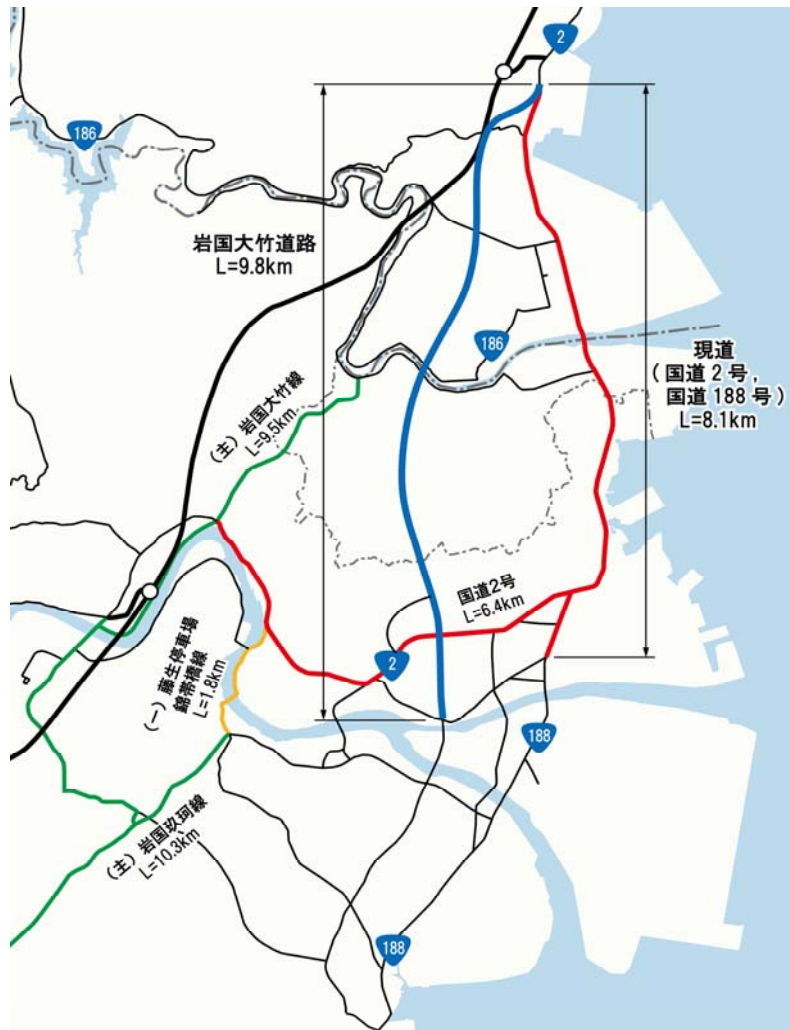 2
186
岩国大竹道路
L=9.8km
186
現道
(国道2号,
国道188号)
L=8.1km
(主)岩国大竹線
L=9.5km
国道2号
L=6.4km
2
(一)藤生停車場
錦帯橋線
L=1.8km
188
(主)岩国玖珂線
L=10.3km
188